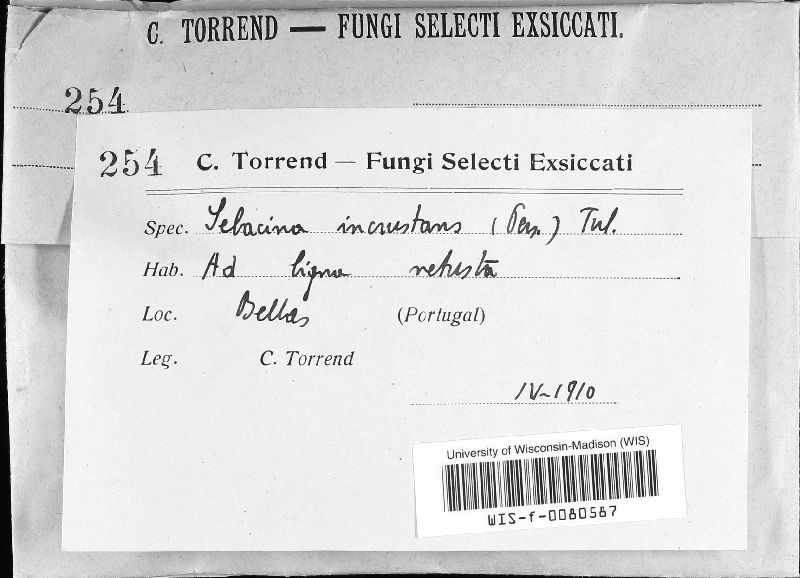 C. TORREND — FUNGI SELECTI EXSICCATI.
254
254 C. Torrend — Fungi Selecti Exsiccati
Spec. Sebacina incrustans (Pers.) Tul.
Hab. Ad ligna vetusta
Loc. Bellas (Portugal)
Leg. C. Torrend
IV-1910
University of Wisconsin-Madison (WIS)
WIS-f-0080587